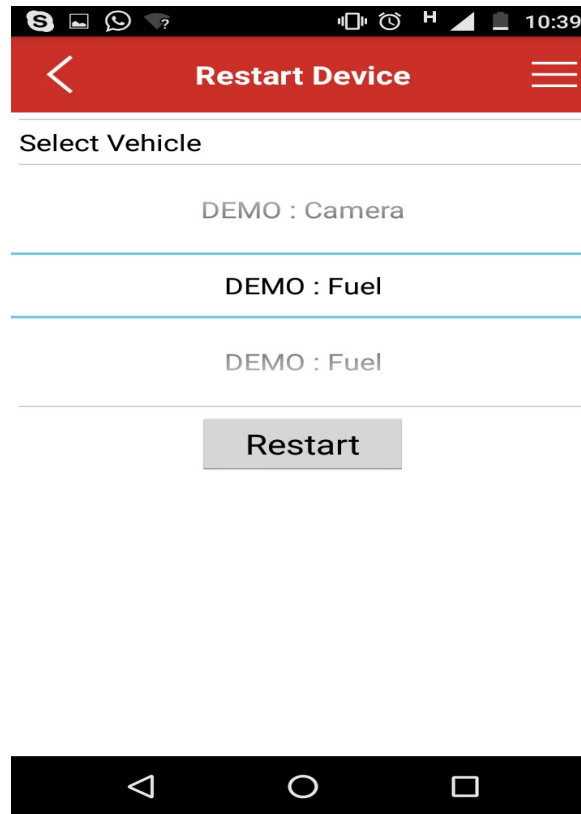 H 10:39
Restart Device
Select Vehicle
DEMO : Camera
DEMO : Fuel
DEMO : Fuel
Restart